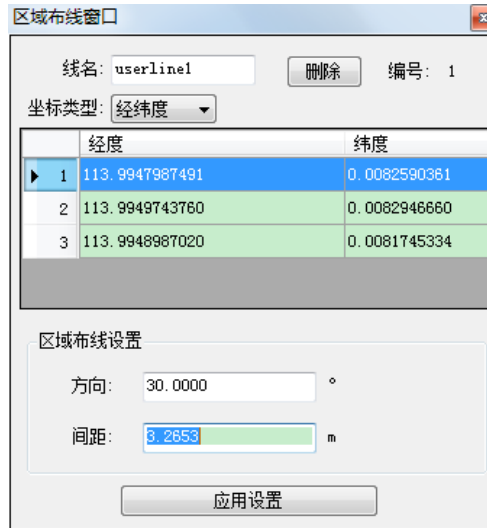 区域布线窗口
线名: userline1 删除 编号: 1
坐标类型: 经纬度
经度 纬度
1 113.9947987491 0.0082590361
2 113.9949743760 0.0082946660
3 113.9948987020 0.0081745334
区域布线设置
方向: 30.0000 °
间距: 3.2653 m
应用设置